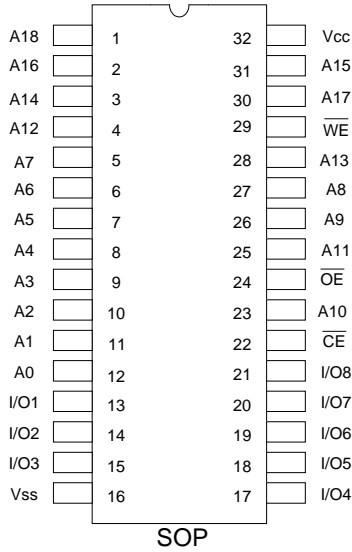 A18 1 32 Vcc
A16 2 31 A15
A14 3 30 A17
A12 4 29 W̅E̅
A7 5 28 A13
A6 6 27 A8
A5 7 26 A9
A4 8 25 A11
A3 9 24 O̅E̅
A2 10 23 A10
A1 11 22 C̅E̅
A0 12 21 I/O8
I/O1 13 20 I/O7
I/O2 14 19 I/O6
I/O3 15 18 I/O5
Vss 16 17 I/O4
SOP